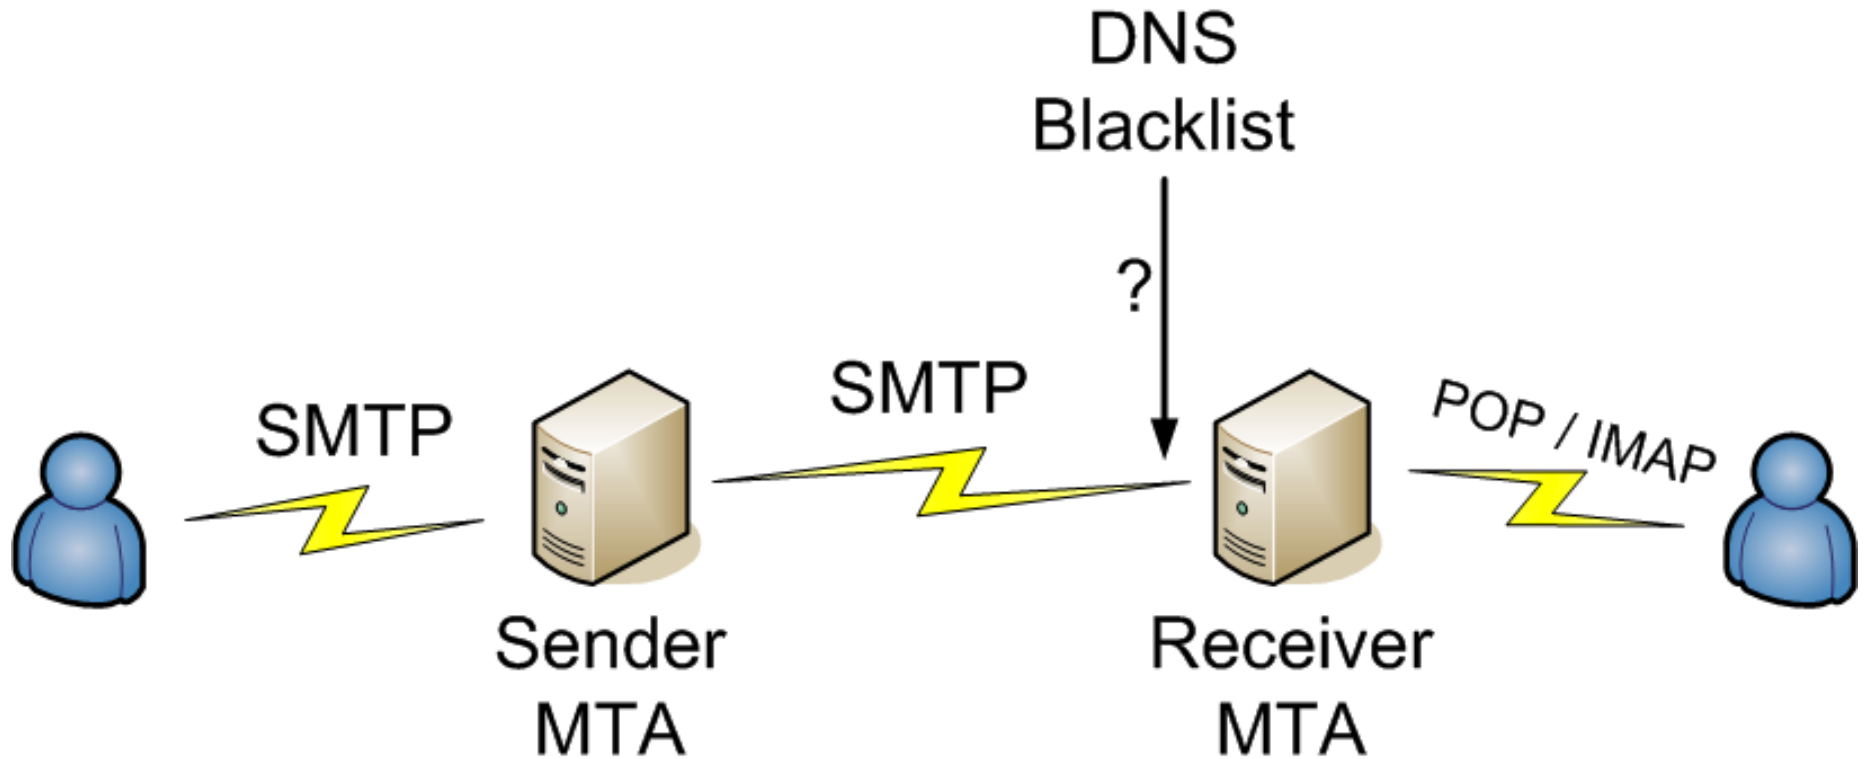 DNS
Blacklist
?
SMTP
SMTP
POP / IMAP
Sender
MTA
Receiver
MTA